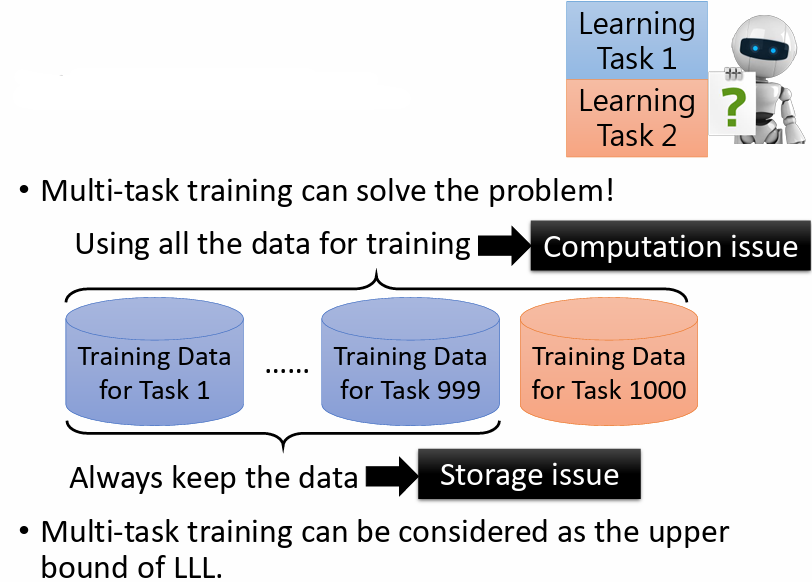 Learning
Task 1
Learning
Task 2
?
• Multi-task training can solve the problem!
Using all the data for training
Computation issue
Training Data
for Task 1
......
Training Data
for Task 999
Training Data
for Task 1000
Always keep the data
Storage issue
• Multi-task training can be considered as the upper
bound of LLL.